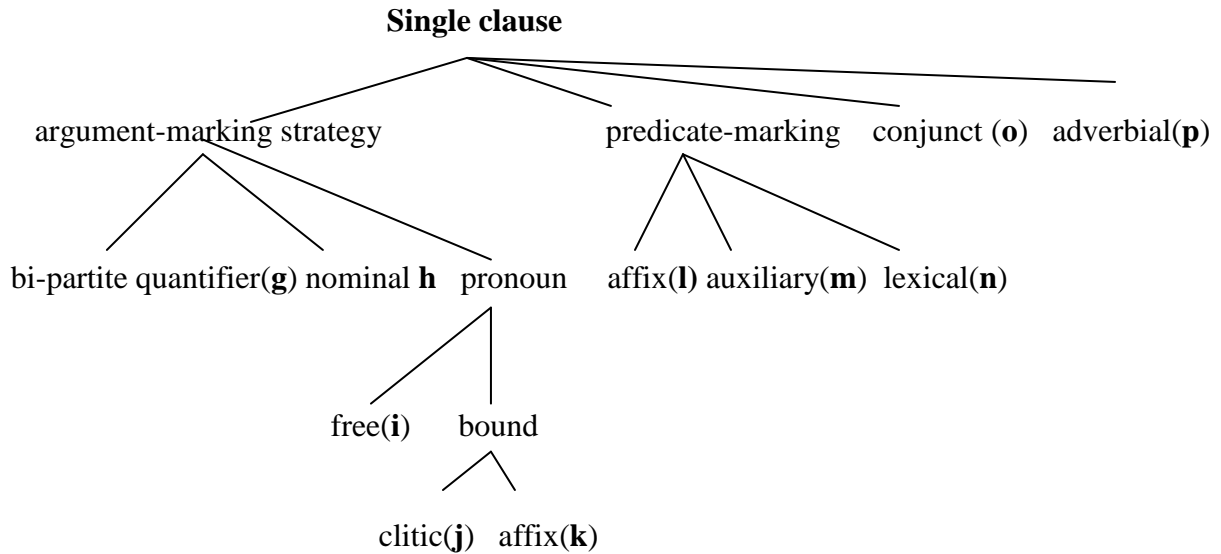 Single clause
argument-marking strategy predicate-marking conjunct (o) adverbial(p)
bi-partite quantifier(g) nominal h pronoun affix(l) auxiliary(m) lexical(n)
free(i) bound
clitic(j) affix(k)